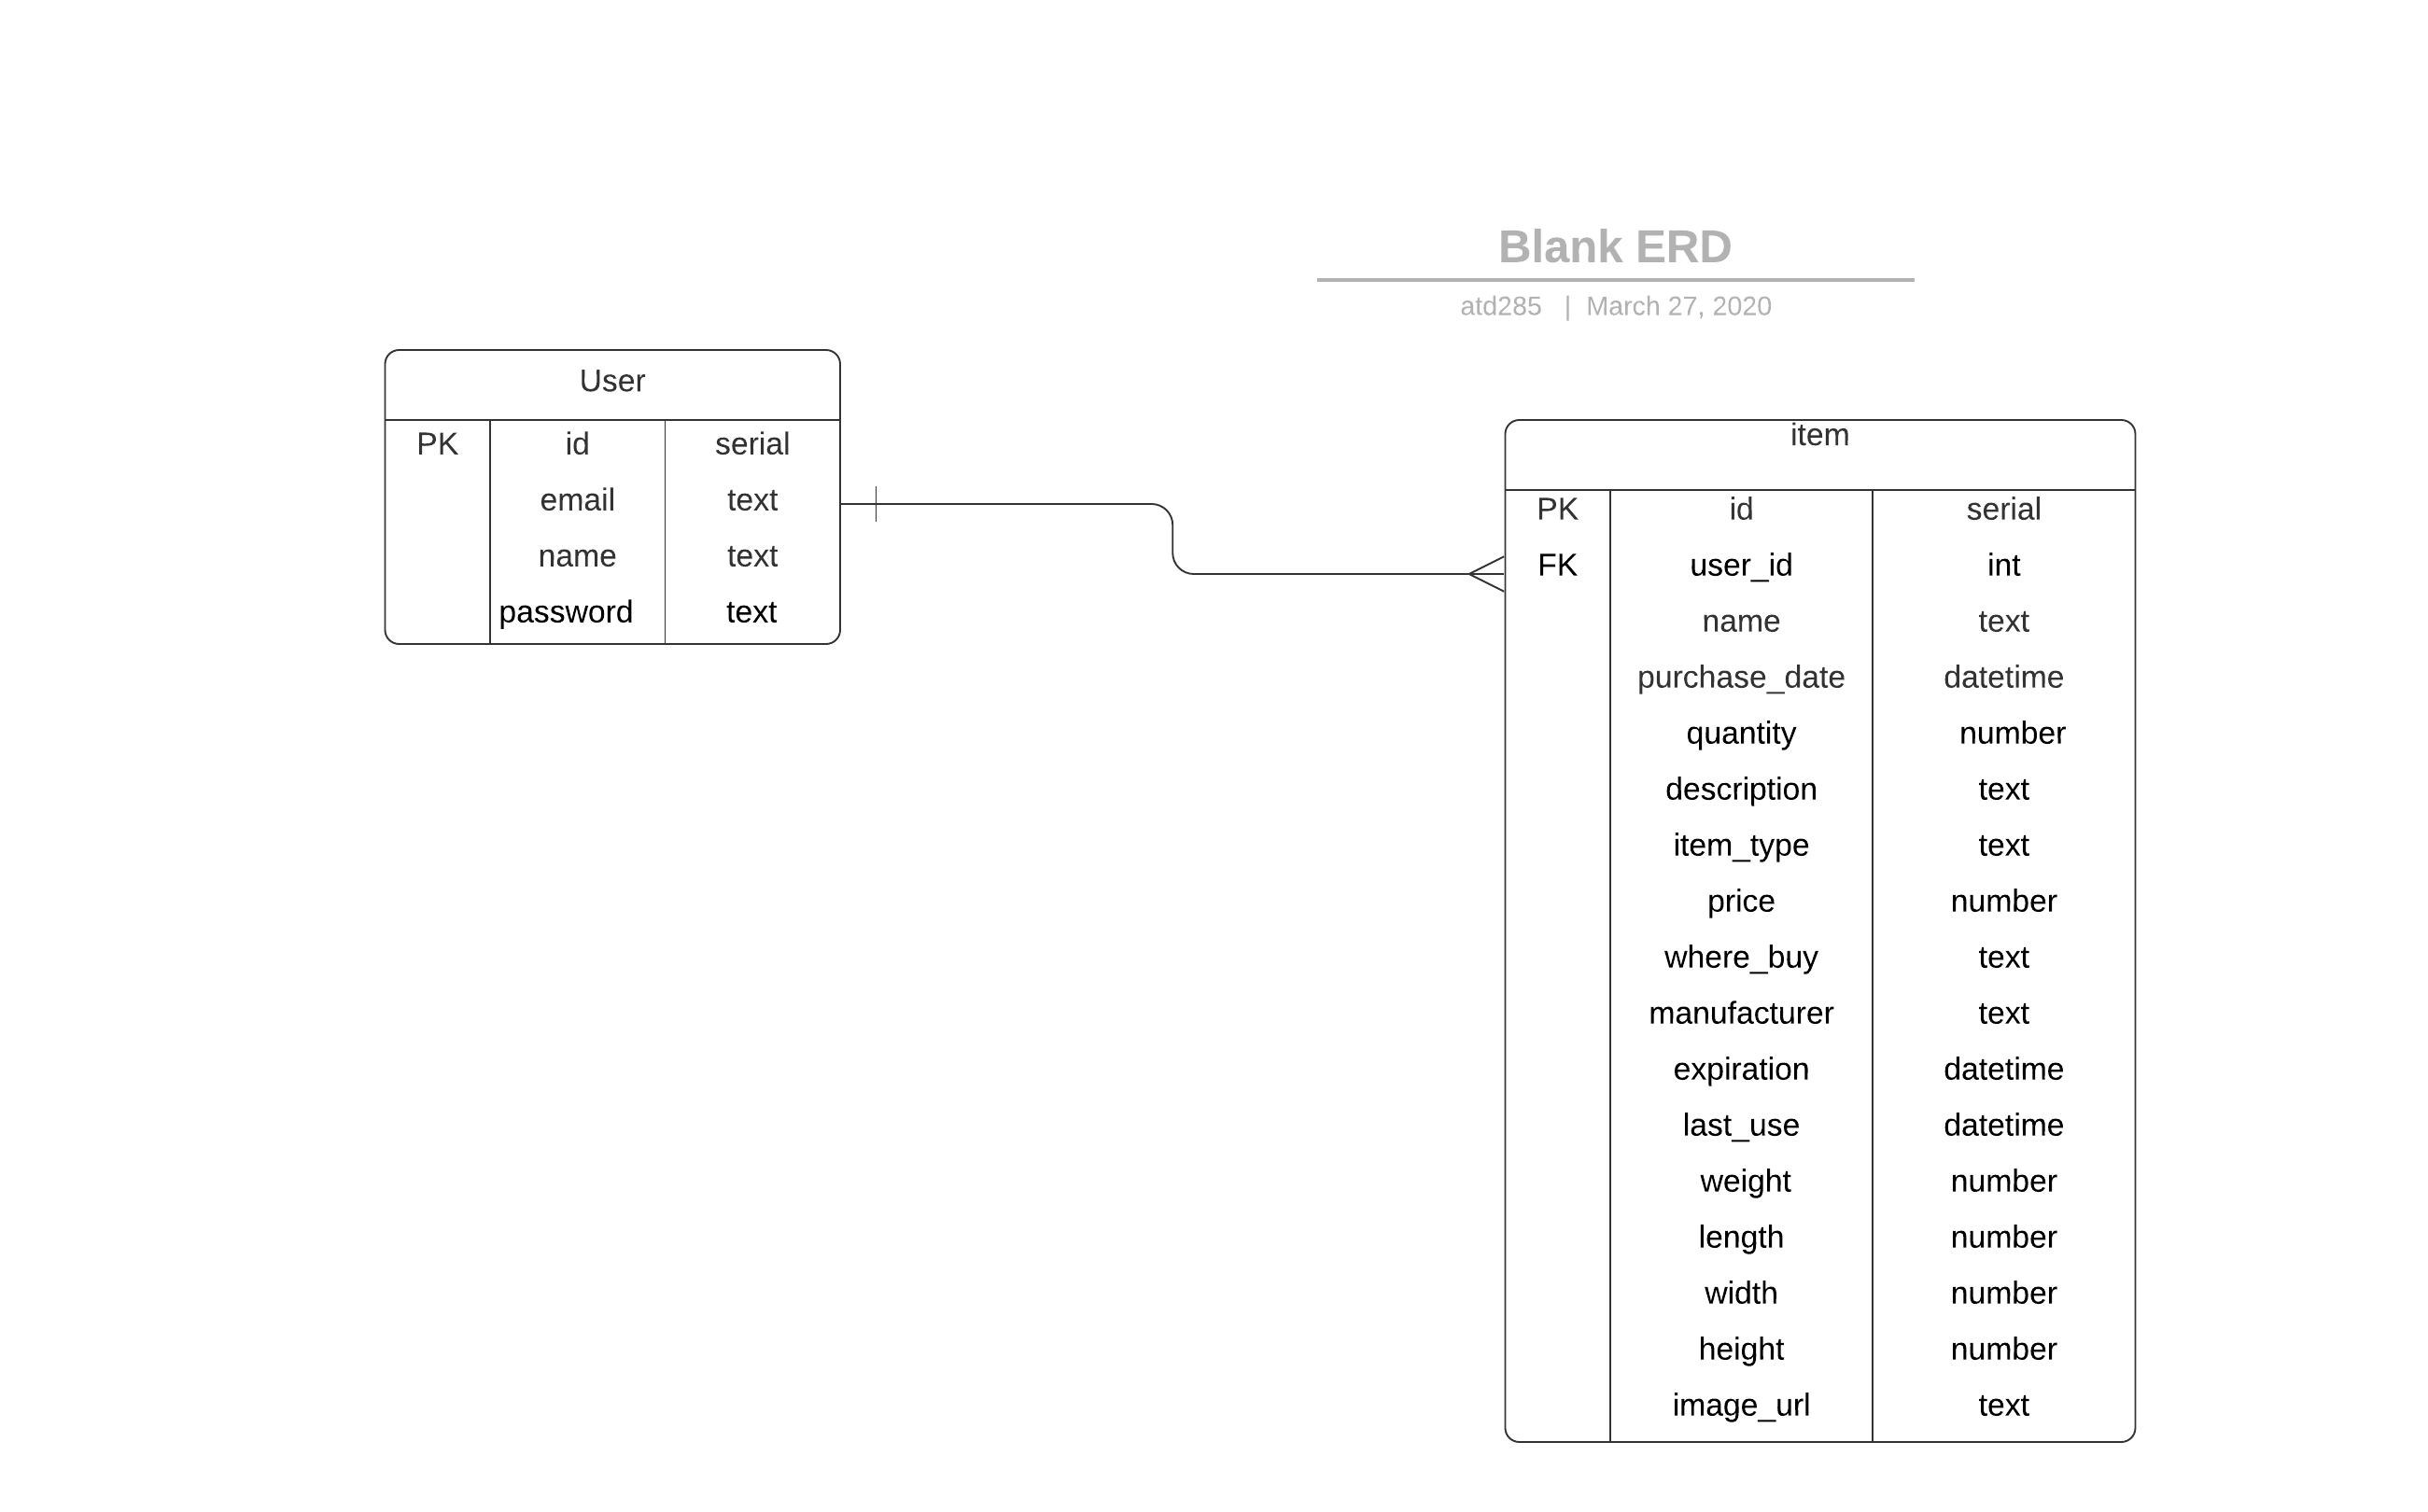 Blank ERD
atd285 | March 27, 2020
User
PK id serial
email text
name text
password text
item
PK id serial
FK user_id int
name text
purchase_date datetime
quantity number
description text
item_type text
price number
where_buy text
manufacturer text
expiration datetime
last_use datetime
weight number
length number
width number
height number
image_url text